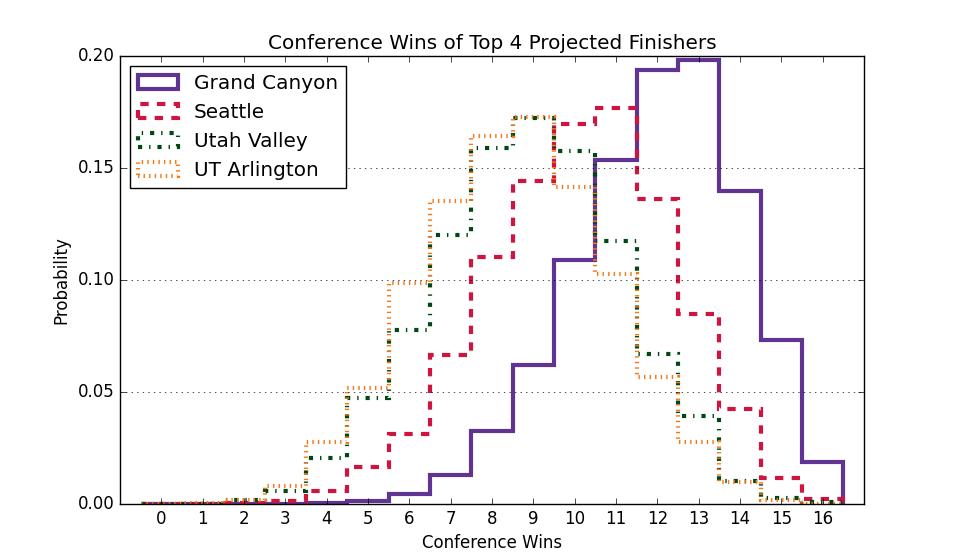 Conference Wins of Top 4 Projected Finishers
0.20
0.15
0.10
0.05
0.00
Probability
Grand Canyon
Seattle
Utah Valley
UT Arlington
0 1 2 3 4 5 6 7 8 9 10 11 12 13 14 15 16
Conference Wins